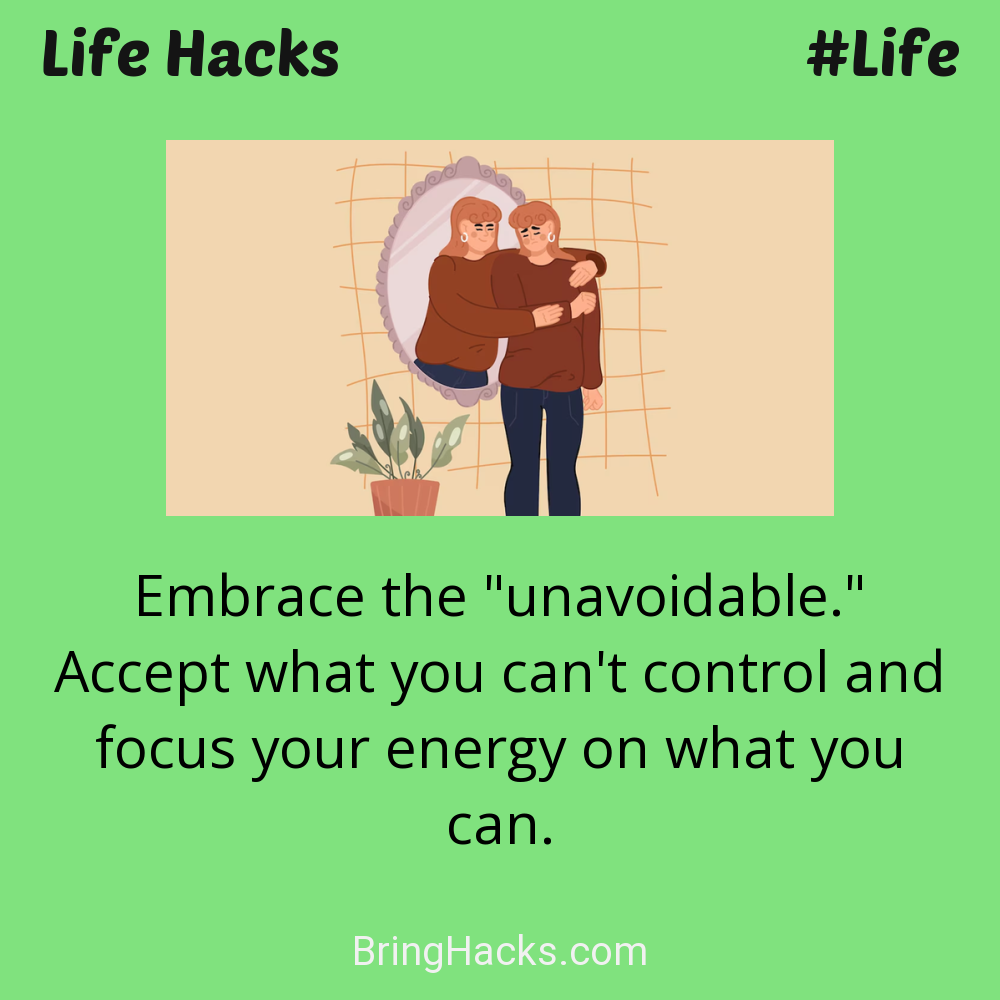 Life Hacks #Life
Embrace the "unavoidable."
Accept what you can't control and
focus your energy on what you
can.
BringHacks.com